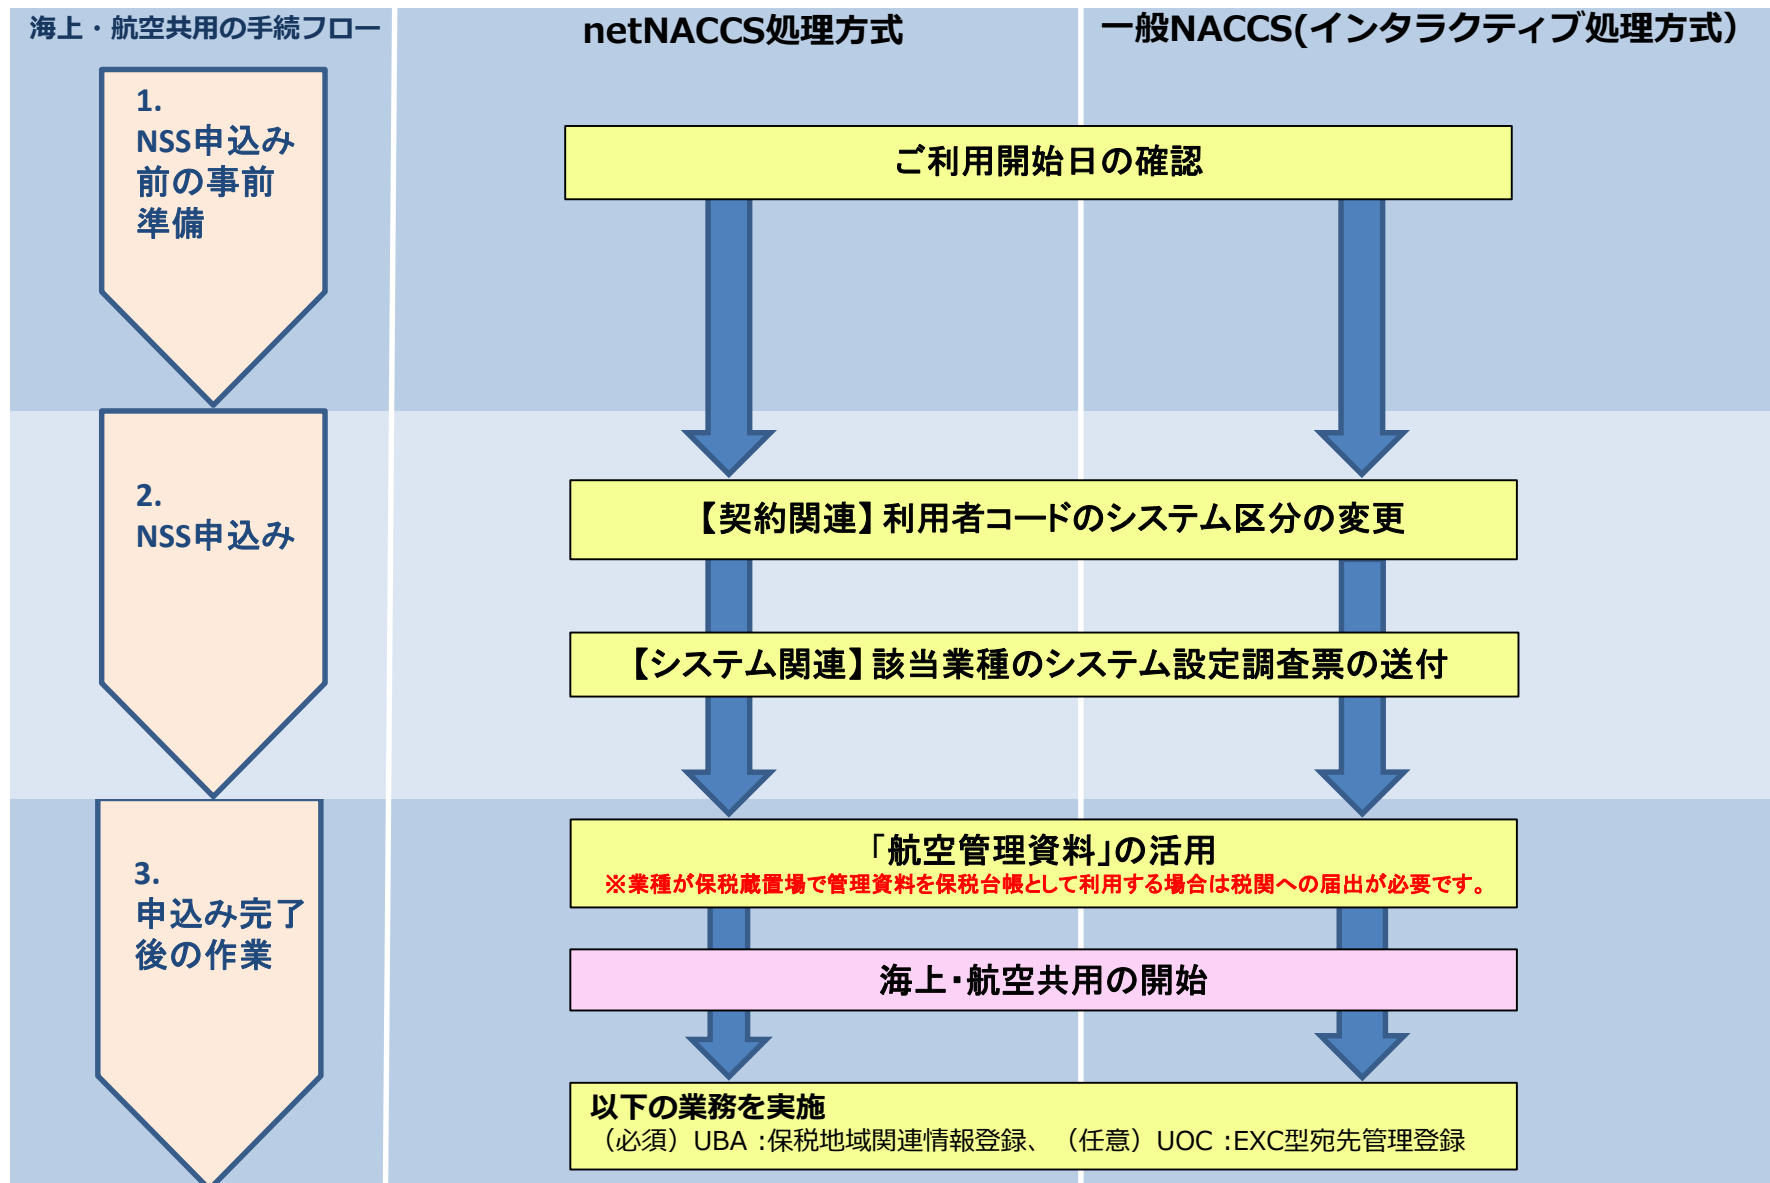 海上・航空共用の手続フロー
netNACCS処理方式
一般NACCS(インタラクティブ処理方式）
1.
NSS申込み
前の事前
準備
ご利用開始日の確認
2.
NSS申込み
【契約関連】利用者コードのシステム区分の変更
【システム関連】該当業種のシステム設定調査票の送付
3.
申込み完了
後の作業
「航空管理資料」の活用
※業種が保税蔵置場で管理資料を保税台帳として利用する場合は税関への届出が必要です。
海上・航空共用の開始
以下の業務を実施
（必須）UBA :保税地域関連情報登録、（任意）UOC :EXC型宛先管理登録